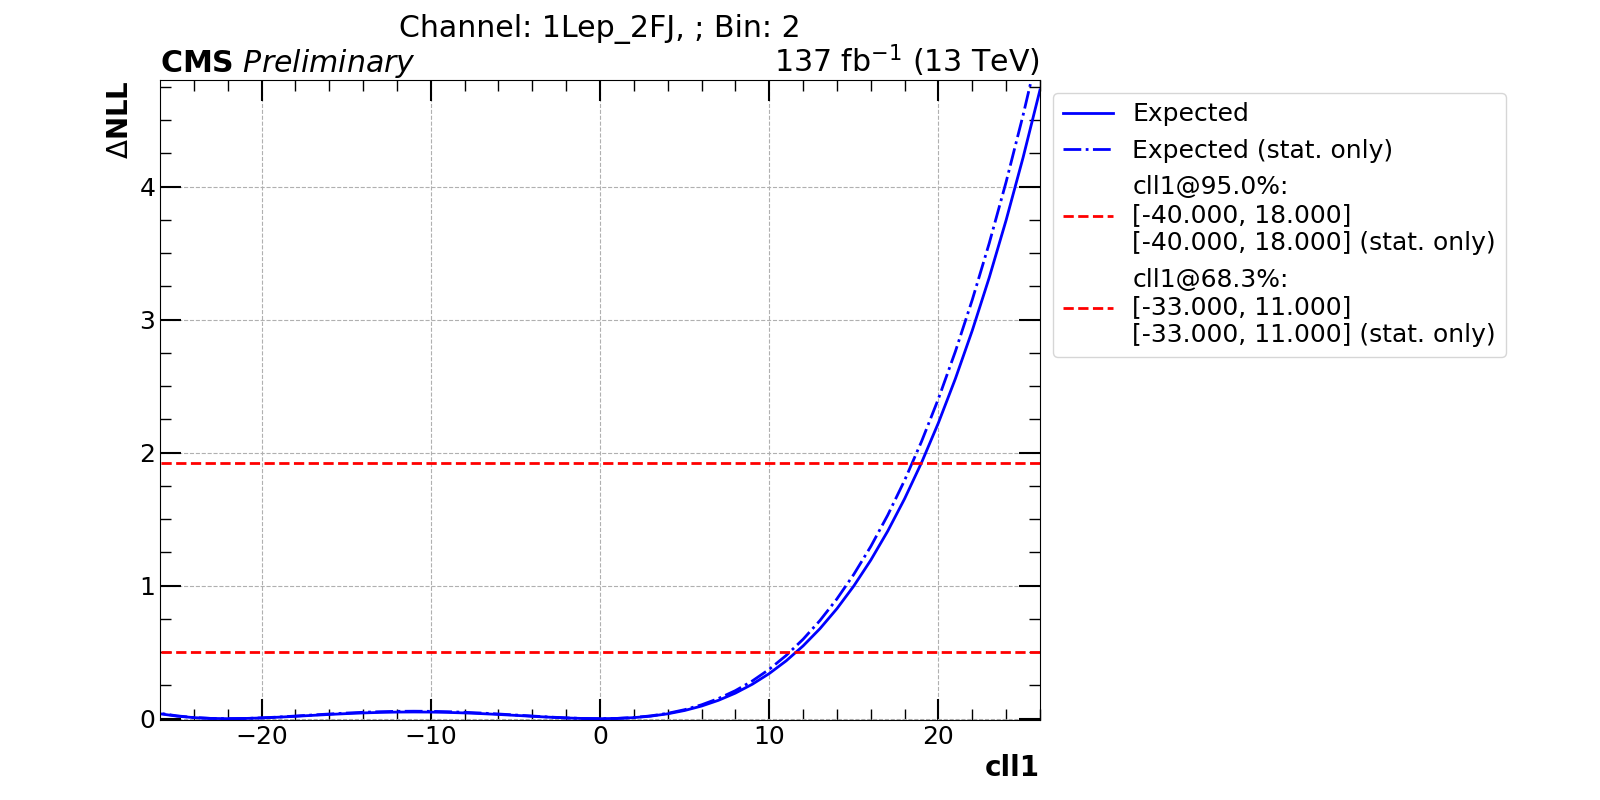 Channel: 1Lep_2FJ, ; Bin: 2
CMS Preliminary
137 fb⁻¹ (13 TeV)
ΔNLL
4
3
2
1
0
−20
−10
0
10
20
cll1
Expected
Expected (stat. only)
cll1@95.0%:
[-40.000, 18.000]
[-40.000, 18.000] (stat. only)
cll1@68.3%:
[-33.000, 11.000]
[-33.000, 11.000] (stat. only)